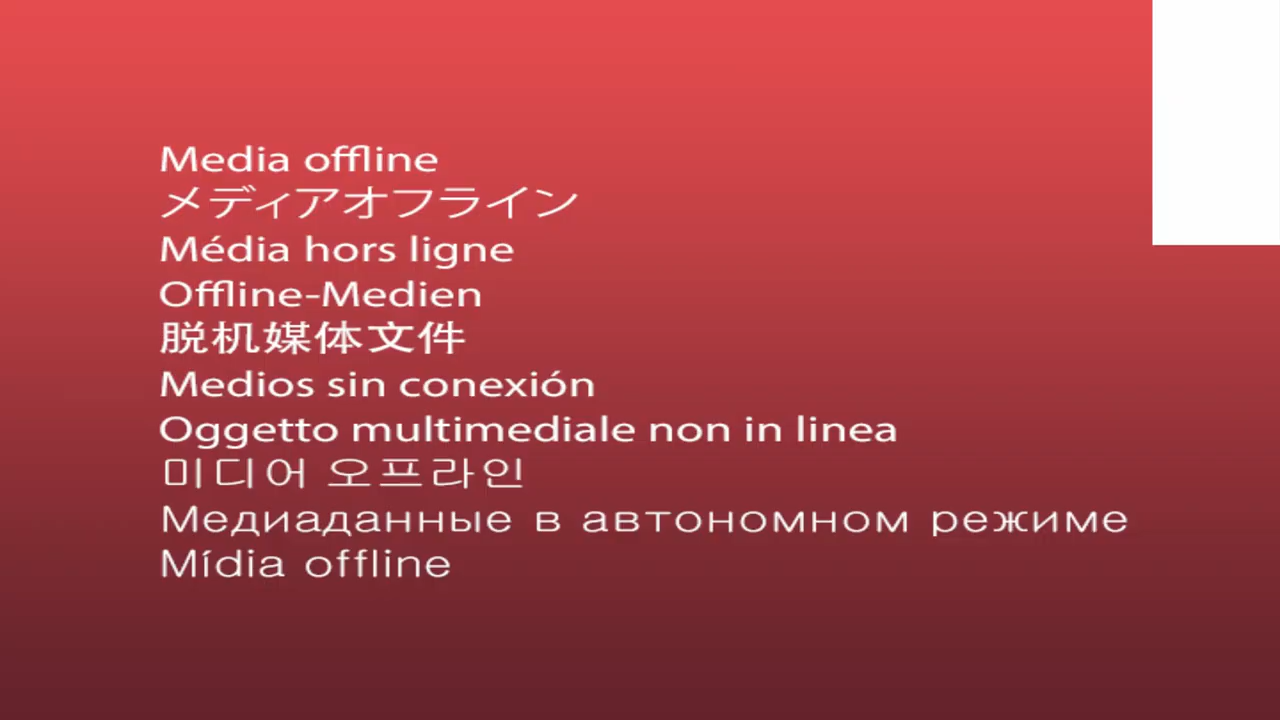 Media offline
メディアオフライン
Média hors ligne
Offline-Medien
脱机媒体文件
Medios sin conexión
Oggetto multimediale non in linea
미디어 오프라인
Медиаданные в автономном режиме
Mídia offline